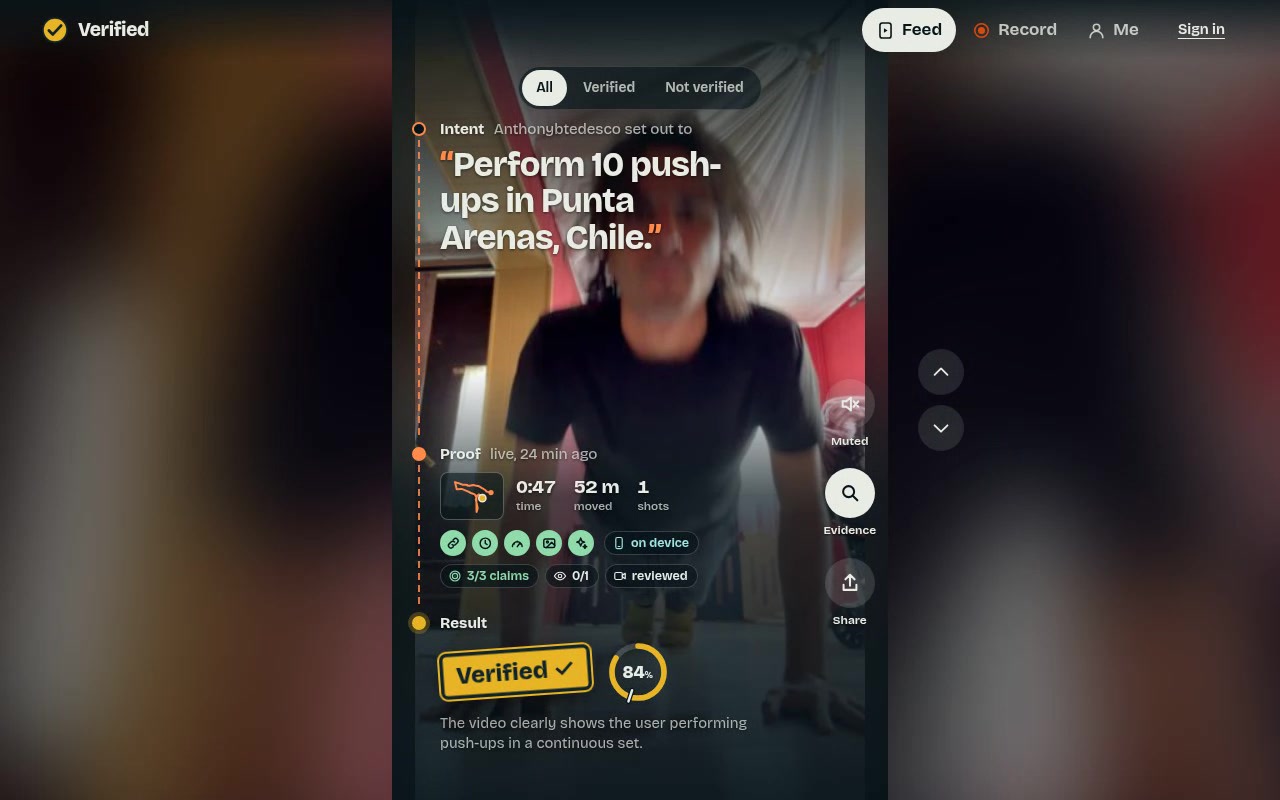 Verified
Feed
Record
Me
Sign in
All
Verified
Not verified
Intent Anthonybtedesco set out to
“Perform 10 push-
ups in Punta
Arenas, Chile.”
Muted
Proof live, 24 min ago
0:47 52 m 1
time moved shots
Evidence
on device
3/3 claims 0/1 reviewed
Share
Result
Verified
84%
The video clearly shows the user performing
push-ups in a continuous set.